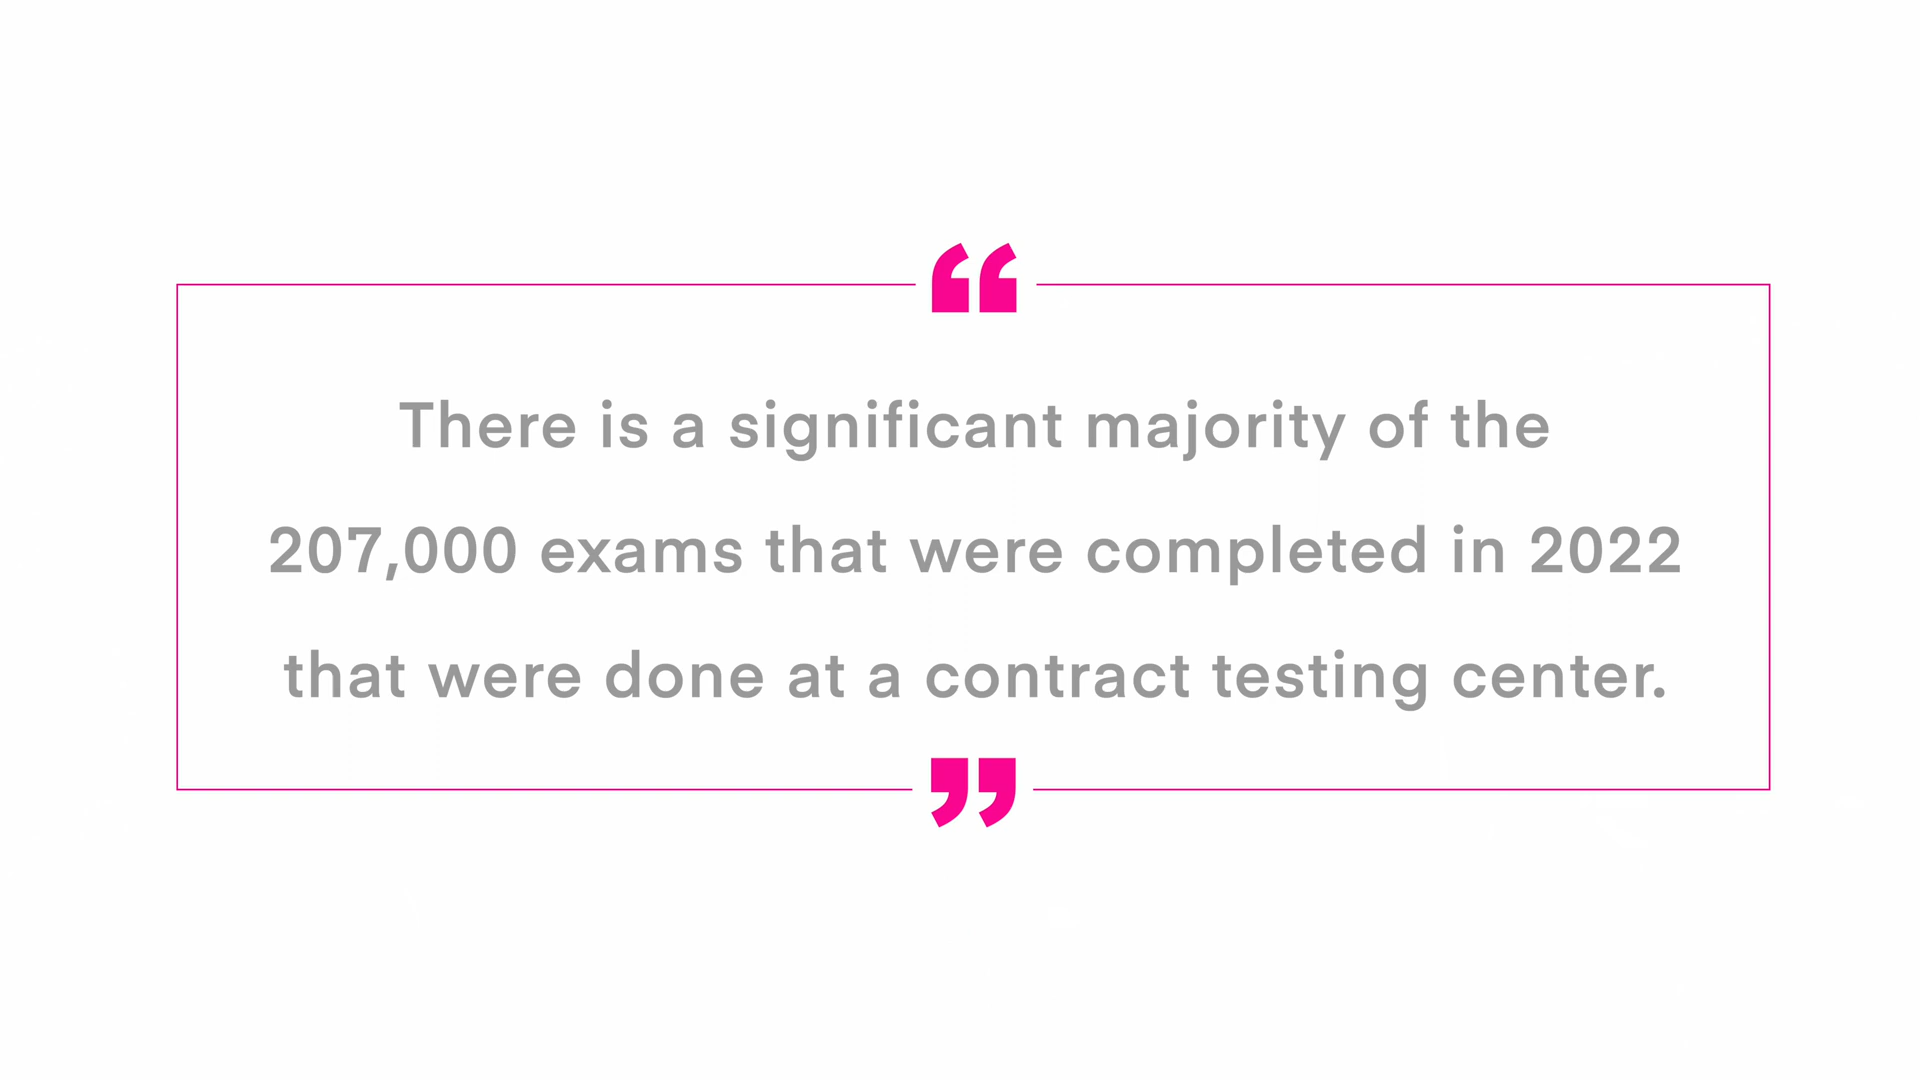 “
There is a significant majority of the
207,000 exams that were completed in 2022
that were done at a contract testing center.
”